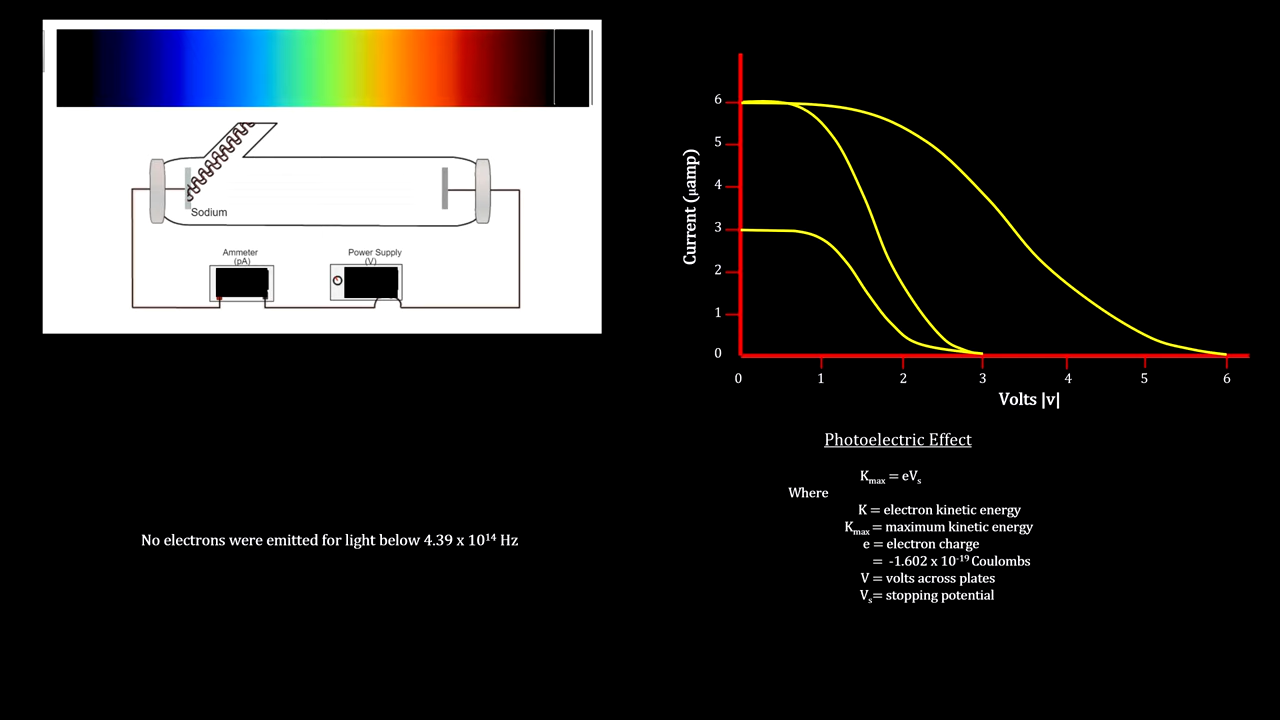 Sodium
Ammeter
(pA)
Power Supply
(V)
No electrons were emitted for light below 4.39 x 10¹⁴ Hz
Current (μamp)
6
5
4
3
2
1
0
0 1 2 3 4 5 6
Volts |v|
Photoelectric Effect
Kmax = eVs
Where
K = electron kinetic energy
Kmax = maximum kinetic energy
e = electron charge
= -1.602 x 10⁻¹⁹ Coulombs
V = volts across plates
Vs = stopping potential